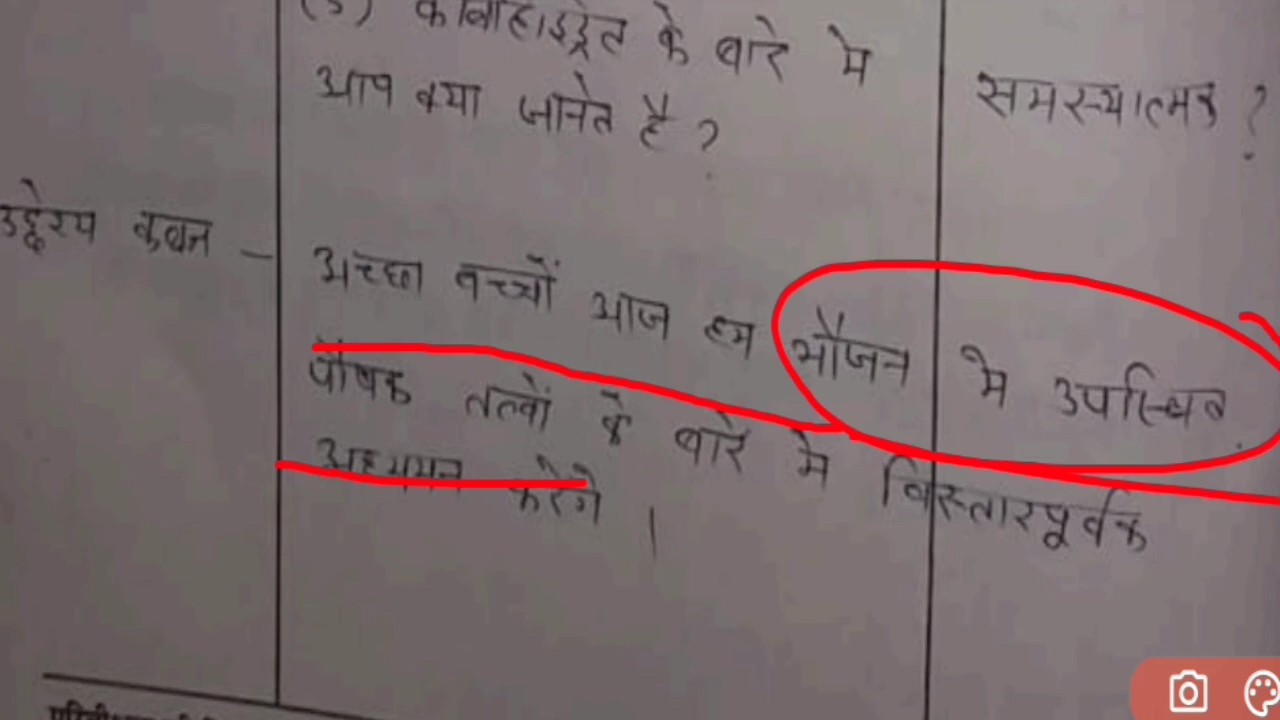 (5) कार्बोहाइड्रेट के बारे मे
आप क्या जानते है ?
समस्यात्मक ?
उद्देश्य कथन –
अच्छा बच्चों आज हम भौजन मे उपस्थित
पौषक तत्वों के बारे मे विस्तारपूर्वक
अध्ययन करेगे ।